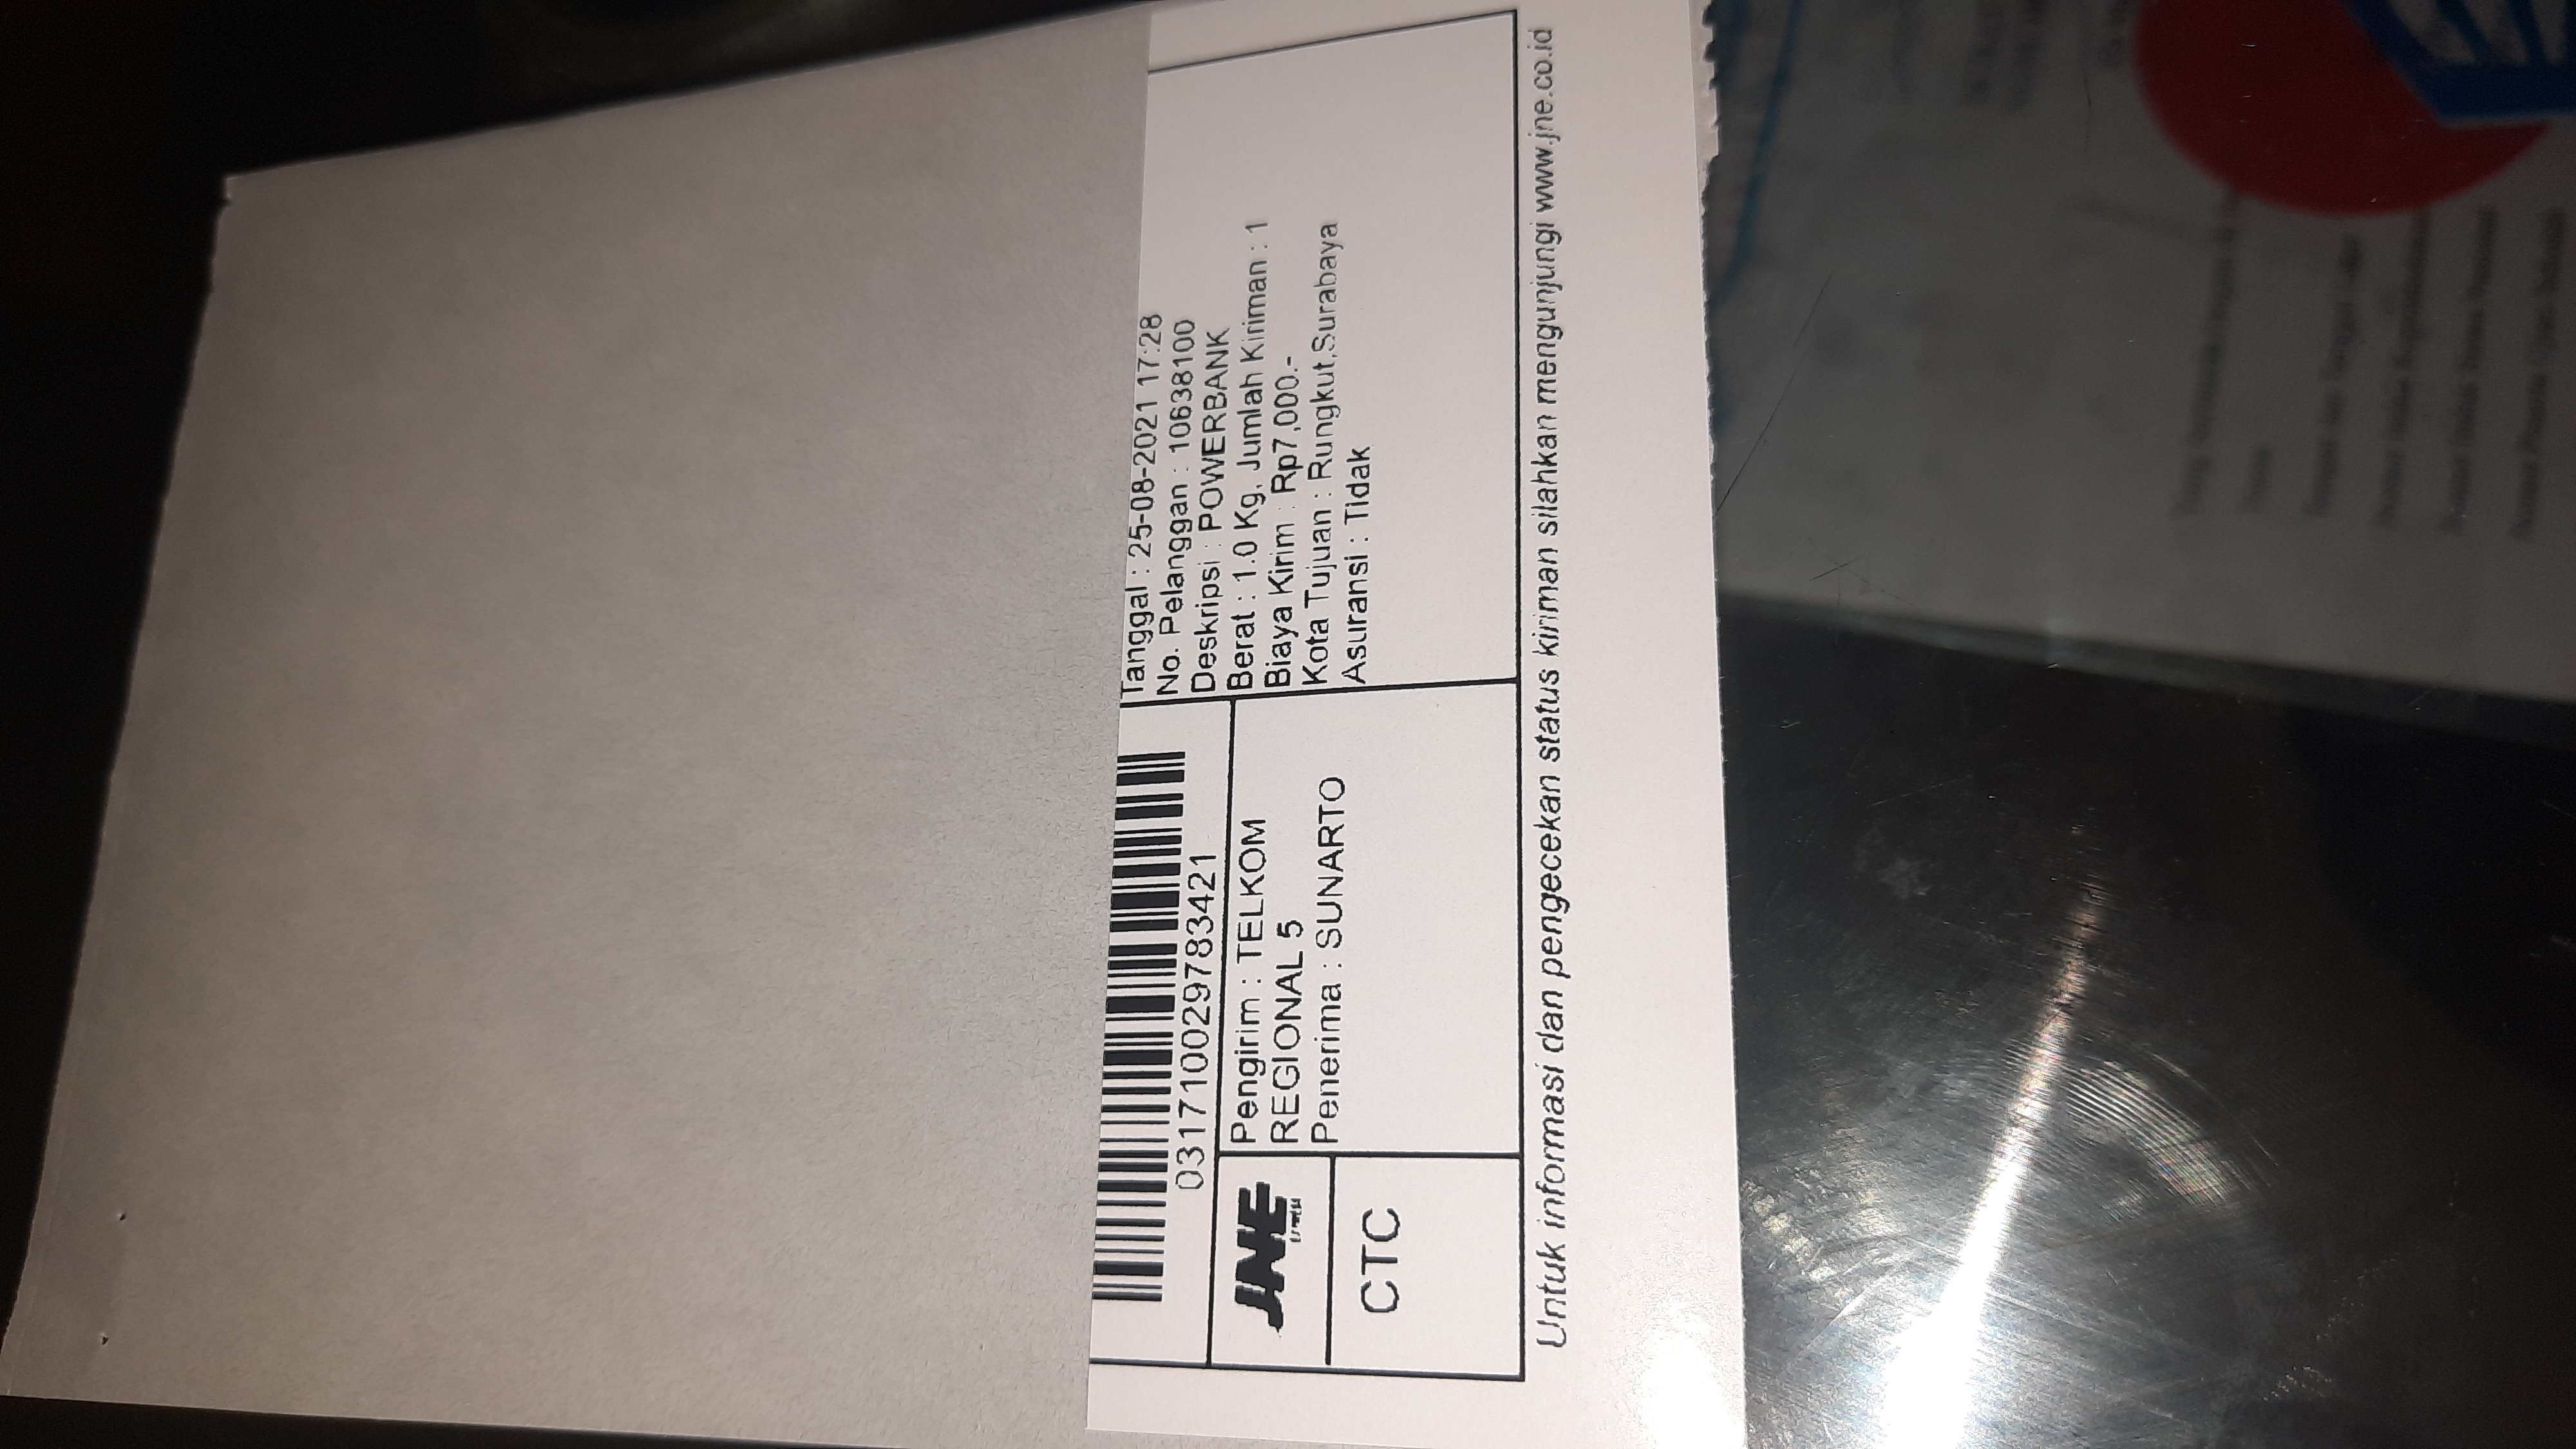 031710029783421
JNE
CTC
Pengirim : TELKOM
REGIONAL 5
Penerima : SUNARTO
Tanggal : 25-08-2021 17:28
No. Pelanggan : 10638100
Deskripsi : POWERBANK
Berat : 1.0 Kg, Jumlah Kiriman : 1
Biaya Kirim : Rp7,000.-
Kota Tujuan : Rungkut,Surabaya
Asuransi : Tidak
Untuk informasi dan pengecekan status kiriman silahkan mengunjungi www.jne.co.id